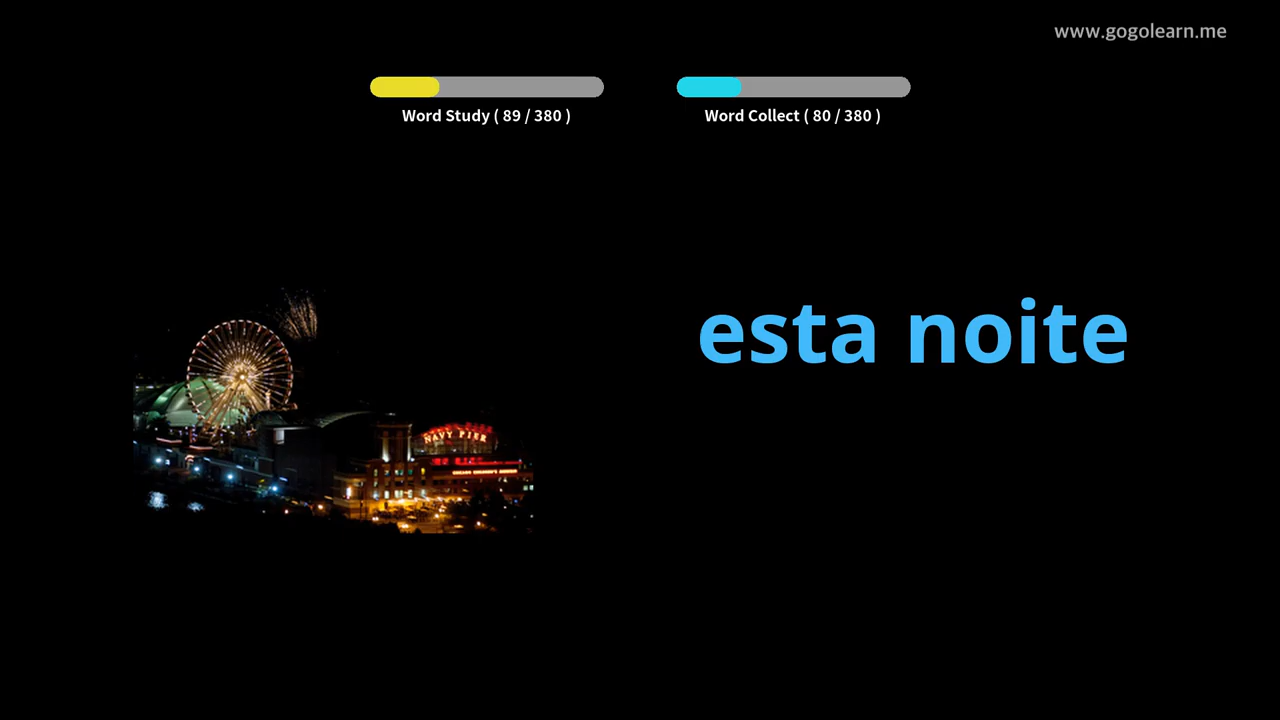 www.gogolearn.me
Word Study ( 89 / 380 )
Word Collect ( 80 / 380 )
esta noite
NAVY PIER